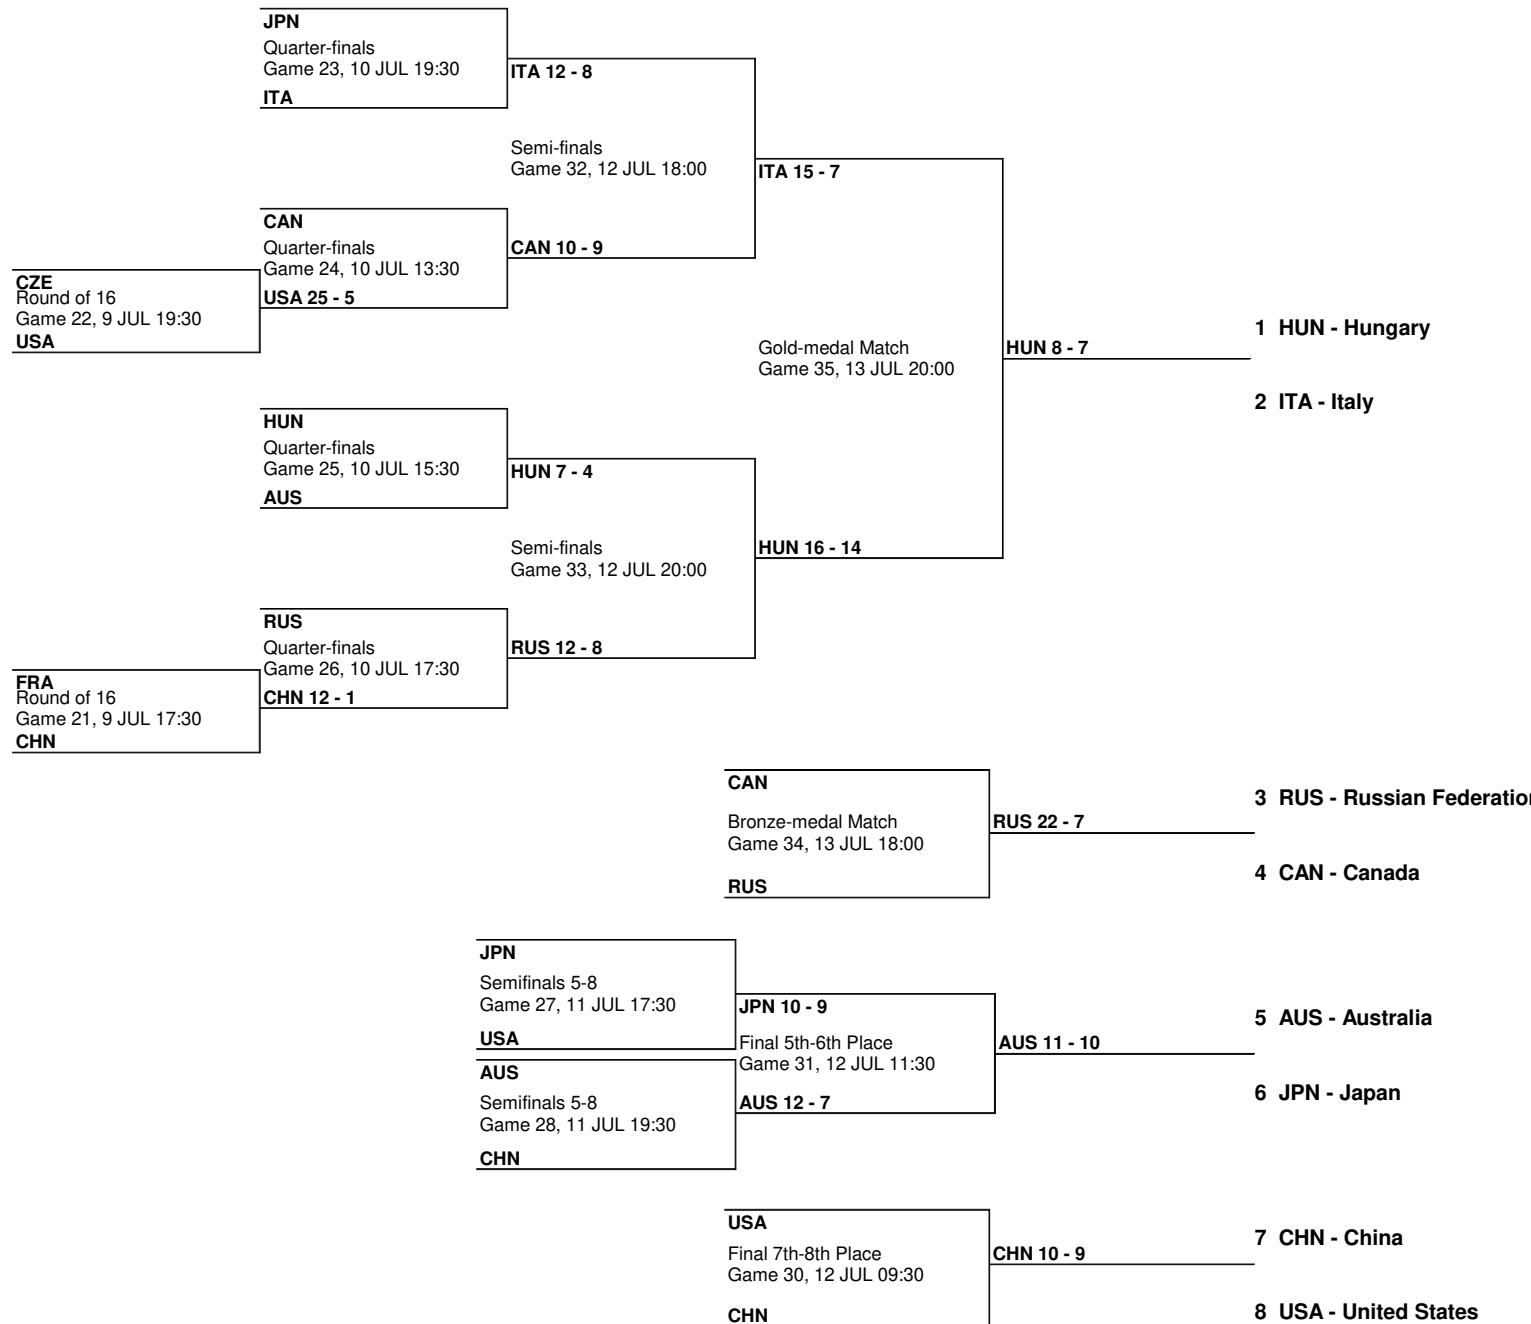 JPN
Quarter-finals
Game 23, 10 JUL 19:30
ITA
ITA 12 - 8
Semi-finals
Game 32, 12 JUL 18:00
ITA 15 - 7
CAN
Quarter-finals
Game 24, 10 JUL 13:30
USA 25 - 5
CAN 10 - 9
CZE
Round of 16
Game 22, 9 JUL 19:30
USA
Gold-medal Match
Game 35, 13 JUL 20:00
HUN 8 - 7
1 HUN - Hungary
2 ITA - Italy
HUN
Quarter-finals
Game 25, 10 JUL 15:30
AUS
HUN 7 - 4
Semi-finals
Game 33, 12 JUL 20:00
HUN 16 - 14
RUS
Quarter-finals
Game 26, 10 JUL 17:30
CHN 12 - 1
RUS 12 - 8
FRA
Round of 16
Game 21, 9 JUL 17:30
CHN
CAN
Bronze-medal Match
Game 34, 13 JUL 18:00
RUS
RUS 22 - 7
3 RUS - Russian Federation
4 CAN - Canada
JPN
Semifinals 5-8
Game 27, 11 JUL 17:30
USA
JPN 10 - 9
Final 5th-6th Place
Game 31, 12 JUL 11:30
AUS 11 - 10
5 AUS - Australia
6 JPN - Japan
AUS
Semifinals 5-8
Game 28, 11 JUL 19:30
CHN
AUS 12 - 7
USA
Final 7th-8th Place
Game 30, 12 JUL 09:30
CHN
CHN 10 - 9
7 CHN - China
8 USA - United States